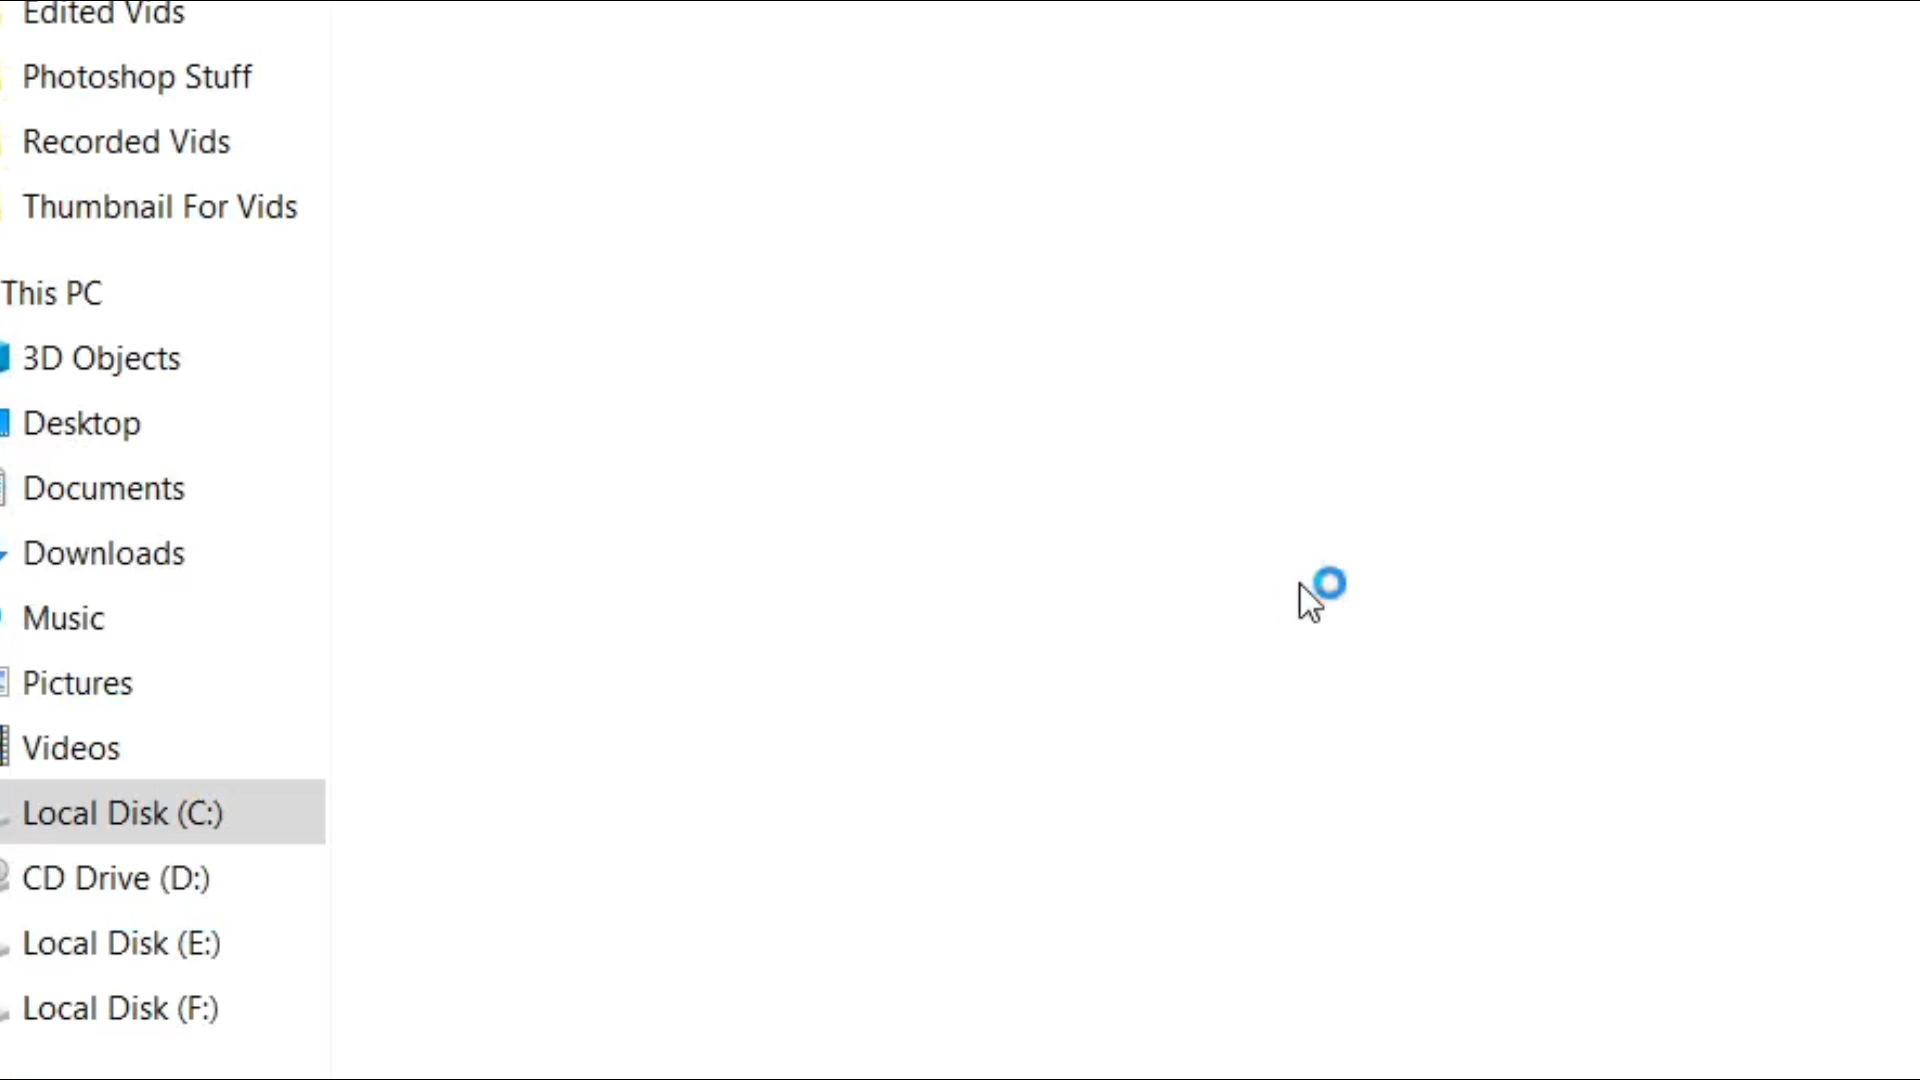 Edited Vids
Photoshop Stuff
Recorded Vids
Thumbnail For Vids
This PC
3D Objects
Desktop
Documents
Downloads
Music
Pictures
Videos
Local Disk (C:)
CD Drive (D:)
Local Disk (E:)
Local Disk (F:)